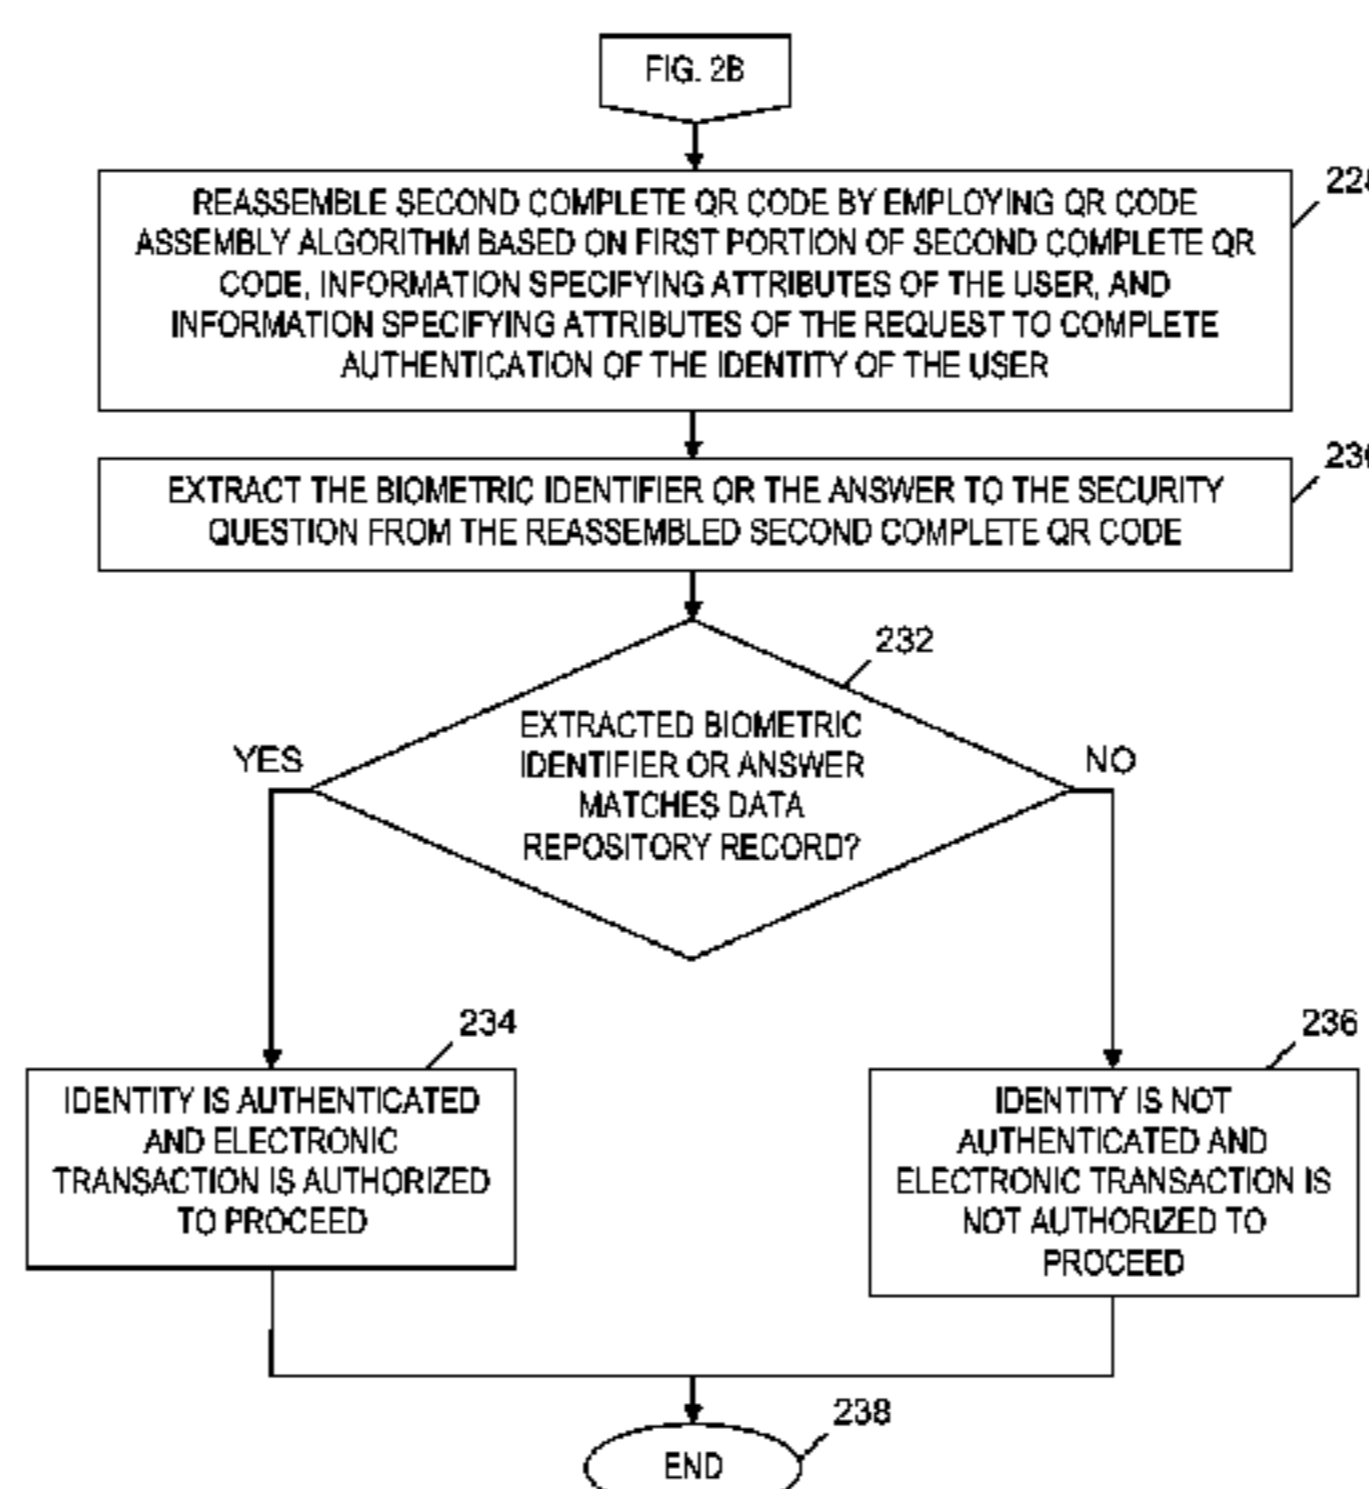 FIG. 2B
REASSEMBLE SECOND COMPLETE QR CODE BY EMPLOYING QR CODE
ASSEMBLY ALGORITHM BASED ON FIRST PORTION OF SECOND COMPLETE QR
CODE, INFORMATION SPECIFYING ATTRIBUTES OF THE USER, AND
INFORMATION SPECIFYING ATTRIBUTES OF THE REQUEST TO COMPLETE
AUTHENTICATION OF THE IDENTITY OF THE USER
228
EXTRACT THE BIOMETRIC IDENTIFIER OR THE ANSWER TO THE SECURITY
QUESTION FROM THE REASSEMBLED SECOND COMPLETE QR CODE
230
232
EXTRACTED BIOMETRIC
IDENTIFIER OR ANSWER
MATCHES DATA
REPOSITORY RECORD?
YES
NO
234
IDENTITY IS AUTHENTICATED
AND ELECTRONIC
TRANSACTION IS AUTHORIZED
TO PROCEED
236
IDENTITY IS NOT
AUTHENTICATED AND
ELECTRONIC TRANSACTION IS
NOT AUTHORIZED TO
PROCEED
238
END